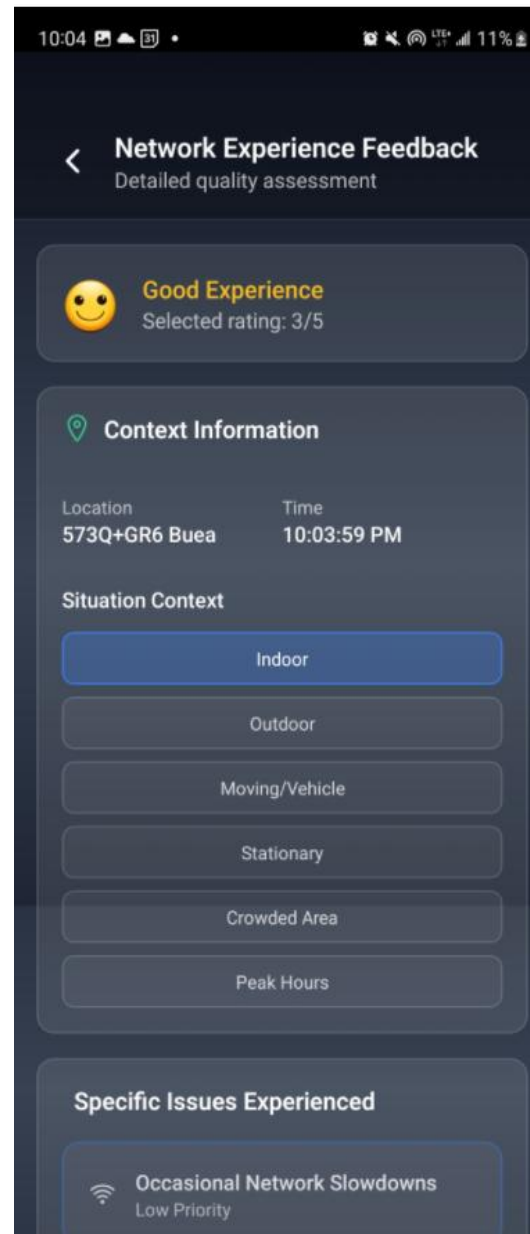 10:04 31 •
LTE+ 11%
Network Experience Feedback
Detailed quality assessment
Good Experience
Selected rating: 3/5
Context Information
Location Time
573Q+GR6 Buea 10:03:59 PM
Situation Context
Indoor
Outdoor
Moving/Vehicle
Stationary
Crowded Area
Peak Hours
Specific Issues Experienced
Occasional Network Slowdowns
Low Priority